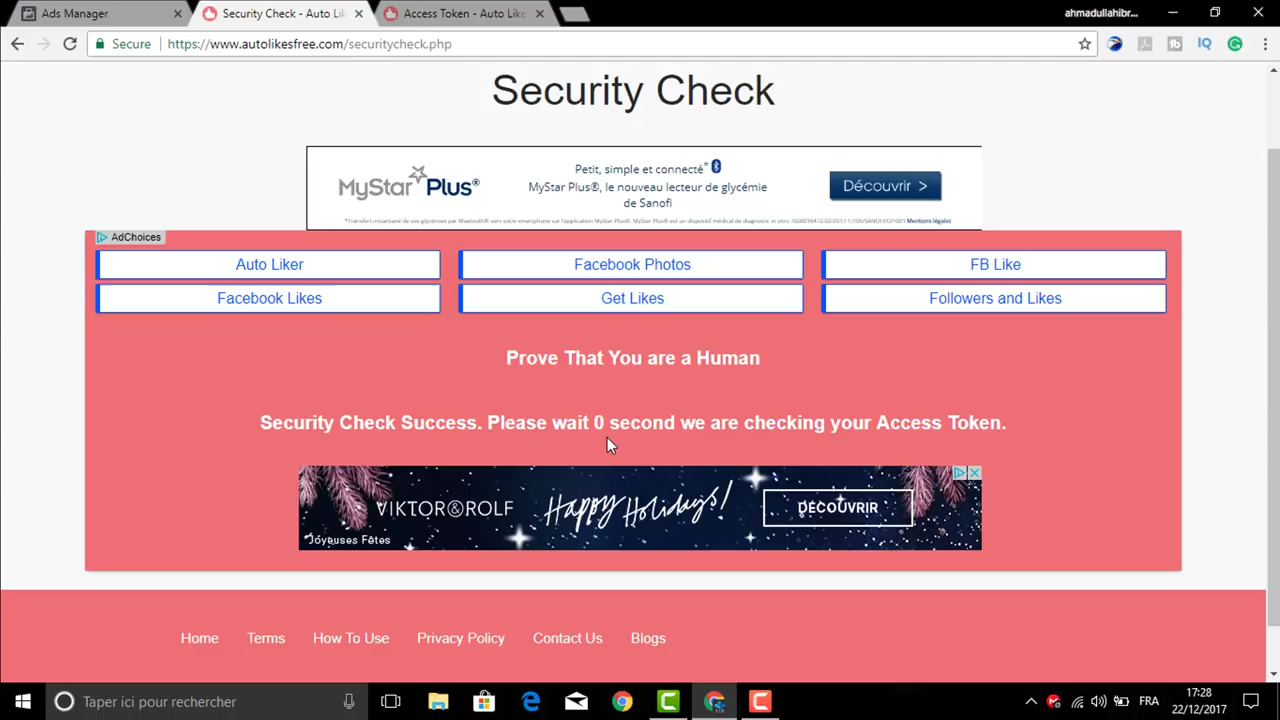 Ads Manager
Security Check - Auto Lik
Access Token - Auto Like
ahmadullahibr...
Secure
https://www.autolikesfree.com/securitycheck.php
Security Check
MyStar Plus®
Petit, simple et connecté*
MyStar Plus®, le nouveau lecteur de glycémie
de Sanofi
Découvrir >
Mentions légales
AdChoices
Auto Liker
Facebook Photos
FB Like
Facebook Likes
Get Likes
Followers and Likes
Prove That You are a Human
Security Check Success. Please wait 0 second we are checking your Access Token.
VIKTOR&ROLF
Happy Holidays!
DÉCOUVRIR
Joyeuses Fêtes
Home
Terms
How To Use
Privacy Policy
Contact Us
Blogs
Taper ici pour rechercher
FRA
17:28
22/12/2017